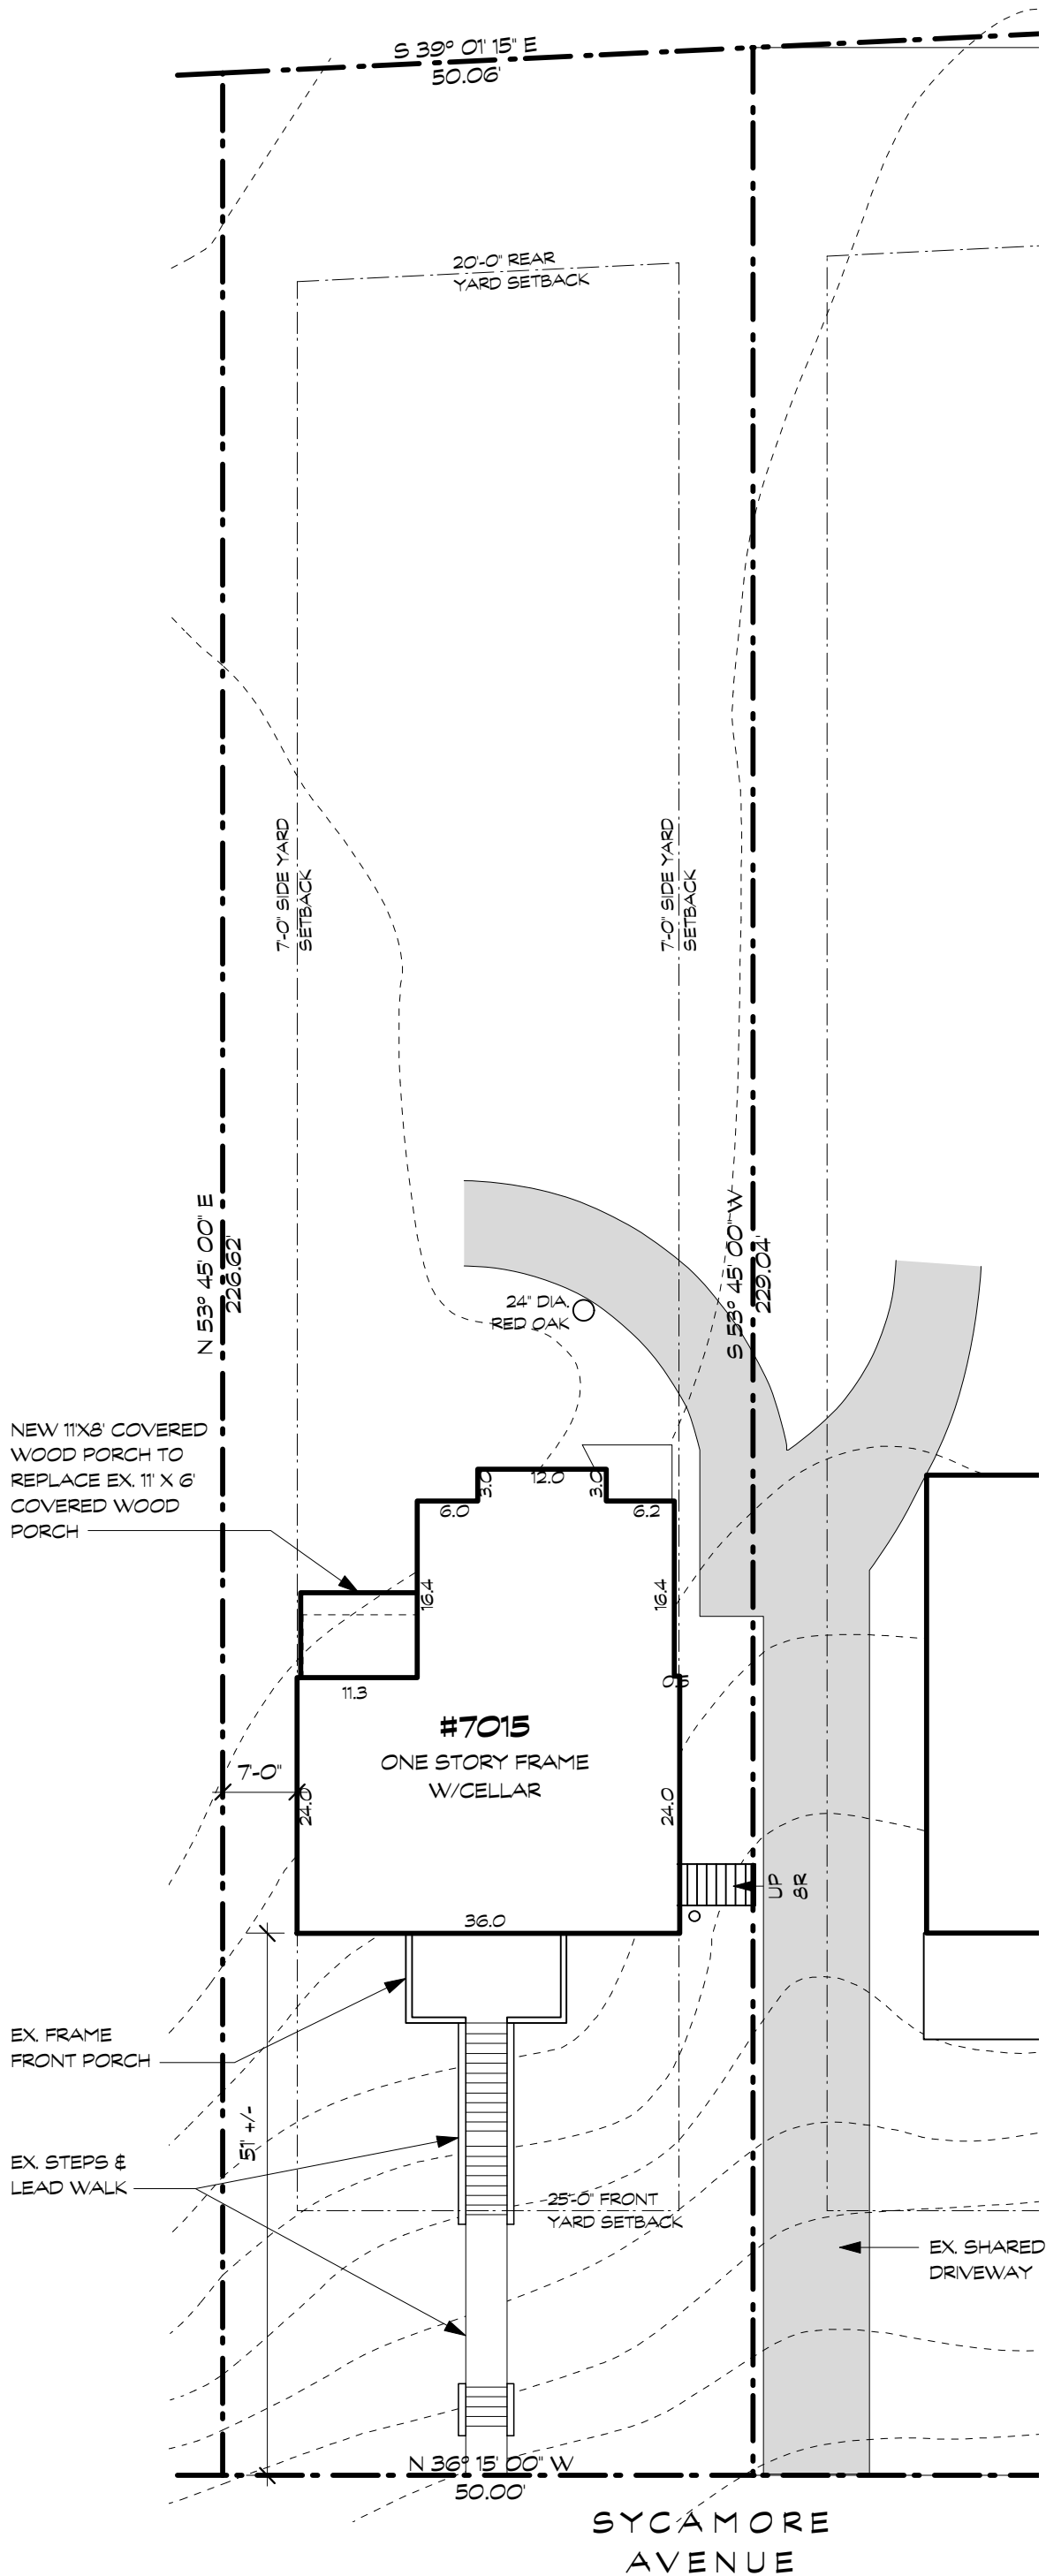 S 39° 01' 15" E
50.06'
20'-0" REAR
YARD SETBACK
7'-0" SIDE YARD
SETBACK
7'-0" SIDE YARD
SETBACK
N 53° 45' 00" E
226.62'
S 53° 45' 00" W
229.04'
24" DIA.
RED OAK
NEW 11'X8' COVERED
WOOD PORCH TO
REPLACE EX. 11' X 6'
COVERED WOOD
PORCH
3.0
12.0
3.0
6.0
6.2
16.4
16.4
11.3
0.5
#7015
ONE STORY FRAME
W/CELLAR
7'-0"
24.0
24.0
UP
8R
36.0
EX. FRAME
FRONT PORCH
51' +/-
EX. STEPS &
LEAD WALK
25'-0" FRONT
YARD SETBACK
EX. SHARED
DRIVEWAY
N 36° 15' 00" W
50.00'
SYCAMORE
AVENUE